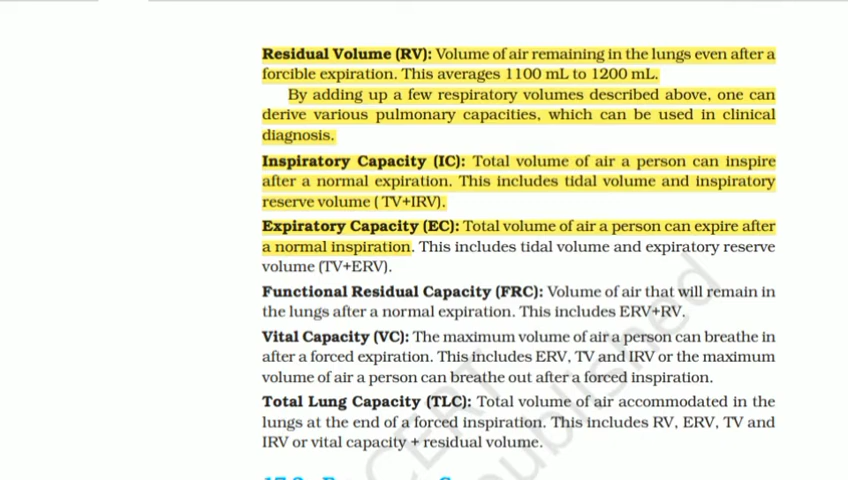 Residual Volume (RV): Volume of air remaining in the lungs even after a
forcible expiration. This averages 1100 mL to 1200 mL.
By adding up a few respiratory volumes described above, one can
derive various pulmonary capacities, which can be used in clinical
diagnosis.
Inspiratory Capacity (IC): Total volume of air a person can inspire
after a normal expiration. This includes tidal volume and inspiratory
reserve volume ( TV+IRV).
Expiratory Capacity (EC): Total volume of air a person can expire after
a normal inspiration. This includes tidal volume and expiratory reserve
volume (TV+ERV).
Functional Residual Capacity (FRC): Volume of air that will remain in
the lungs after a normal expiration. This includes ERV+RV.
Vital Capacity (VC): The maximum volume of air a person can breathe in
after a forced expiration. This includes ERV, TV and IRV or the maximum
volume of air a person can breathe out after a forced inspiration.
Total Lung Capacity (TLC): Total volume of air accommodated in the
lungs at the end of a forced inspiration. This includes RV, ERV, TV and
IRV or vital capacity + residual volume.